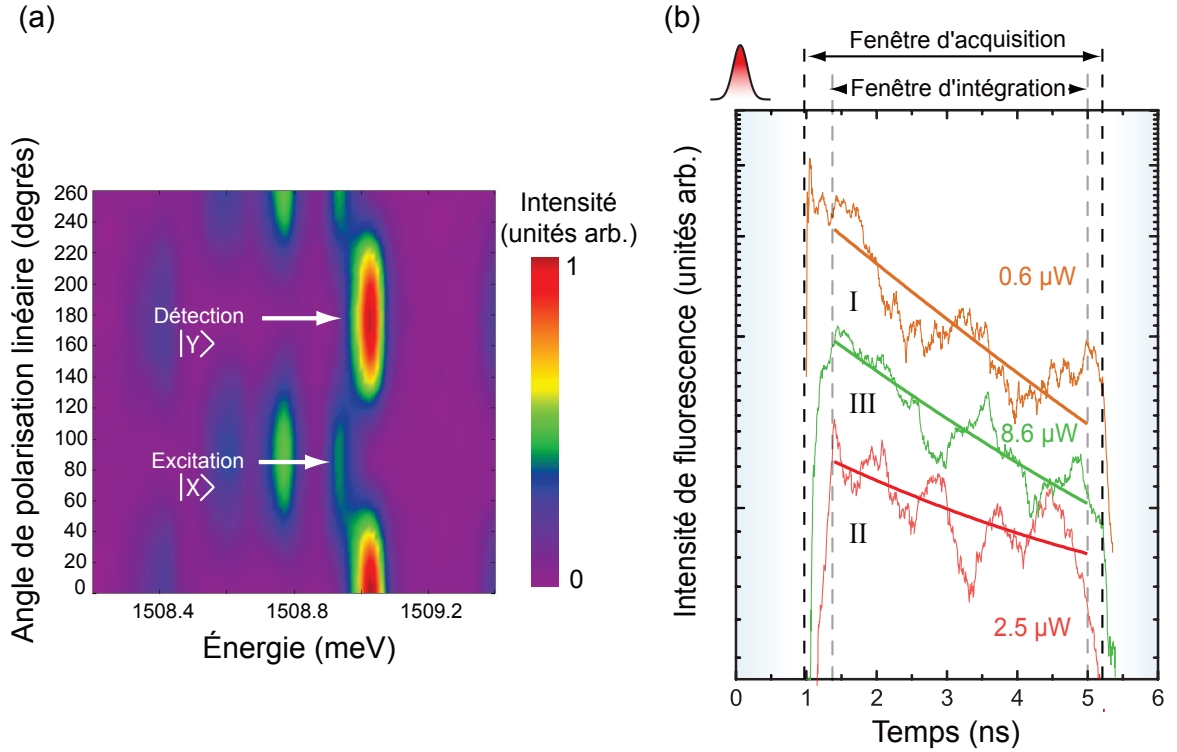 (a)
Angle de polarisation linéaire (degrés)
260
240
220
200
180
160
140
120
100
80
60
40
20
0
Détection
|Y⟩
Excitation
|X⟩
1508.4
1508.8
1509.2
Énergie (meV)
Intensité
(unités arb.)
1
0
(b)
Fenêtre d'acquisition
Fenêtre d'intégration
Intensité de fluorescence (unités arb.)
0.6 µW
I
III
8.6 µW
II
2.5 µW
0 1 2 3 4 5 6
Temps (ns)